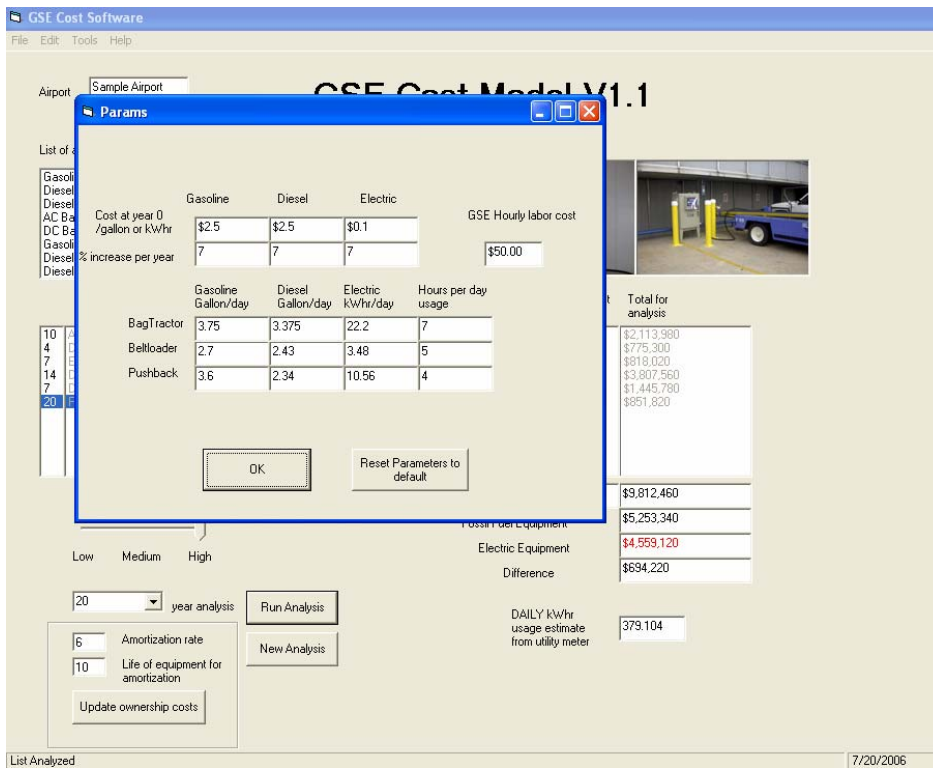 GSE Cost Software
File Edit Tools Help
Airport Sample Airport
GSE Cost Model V1.1
Params
List of
Gasoline Diesel Electric
Cost at year 0
/gallon or kWhr
$2.5 $2.5 $0.1
% increase per year
7 7 7
GSE Hourly labor cost
$50.00
Gasoline
Gallon/day
Diesel
Gallon/day
Electric
kWhr/day
Hours per day
usage
BagTractor 3.75 3.375 22.2 7
Beltloader 2.7 2.43 3.48 5
Pushback 3.6 2.34 10.56 4
OK
Reset Parameters to
default
Gasoli
Diesel
Diesel
AC Ba
DC Ba
Gasoli
Diesel
Diesel
Total for
analysis
10
4
7
14
7
20
$2,113,980
$775,300
$818,020
$3,807,560
$1,445,780
$851,820
$9,812,460
Fossil Fuel Equipment $5,253,340
Electric Equipment $4,559,120
Difference $694,220
Low Medium High
20 year analysis
Run Analysis
New Analysis
DAILY kWhr
usage estimate
from utility meter
379.104
6 Amortization rate
10 Life of equipment for
amortization
Update ownership costs
List Analyzed
7/20/2006